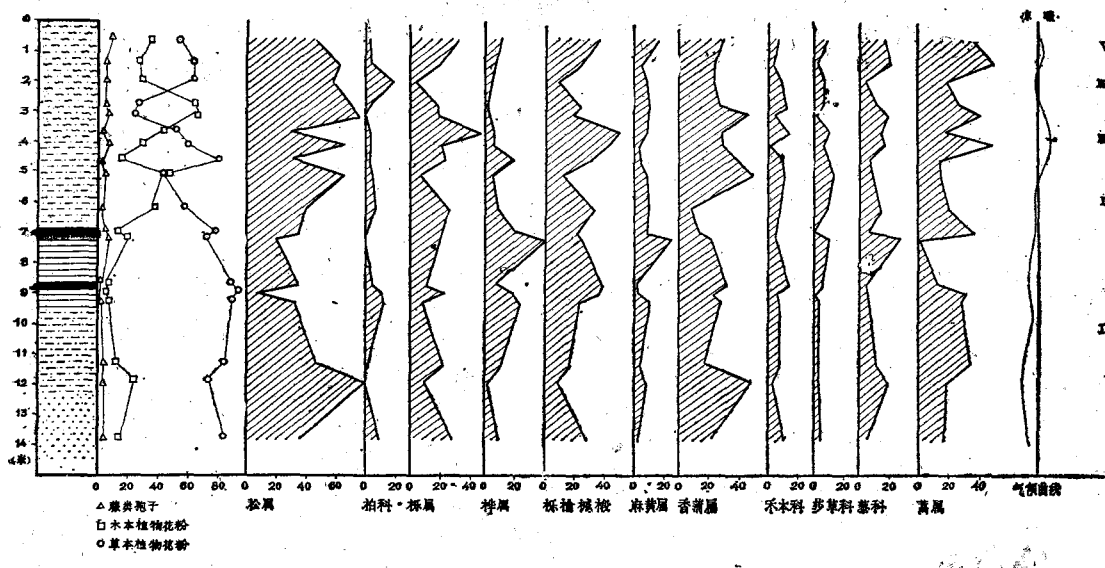 0
1
2
3
4
5
6
7
8
9
10
11
12
13
14
(米)
0 20 40 60 80 0 20 40 60 0 20 0 20 40 0 20 0 20 40 0 20 0 20 40 0 20 0 20 0 20 0 20 40
松属 柏科 栎属 桦属 栎榆椴桤 麻黄属 香蒲属 禾本科 莎草科 藜科 蒿属 气候曲线
△ 蕨类孢子
□ 木本植物花粉
○ 草本植物花粉
凉 暖
I